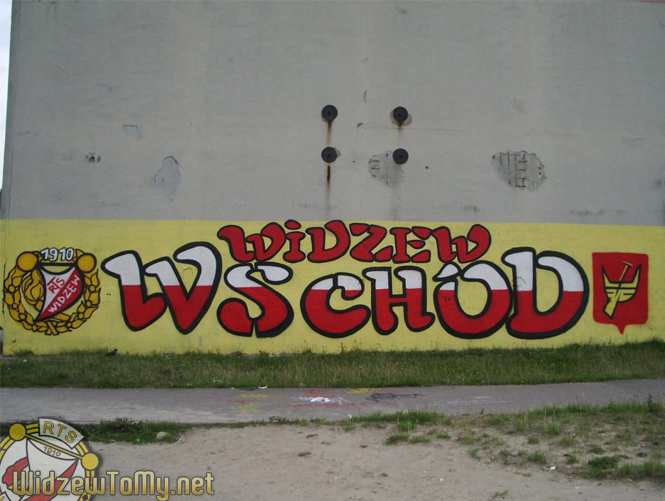 WIDZEW
1910
RTS
WIDZEW
WSCHÓD
RTS
1910
WidzewToMy.net